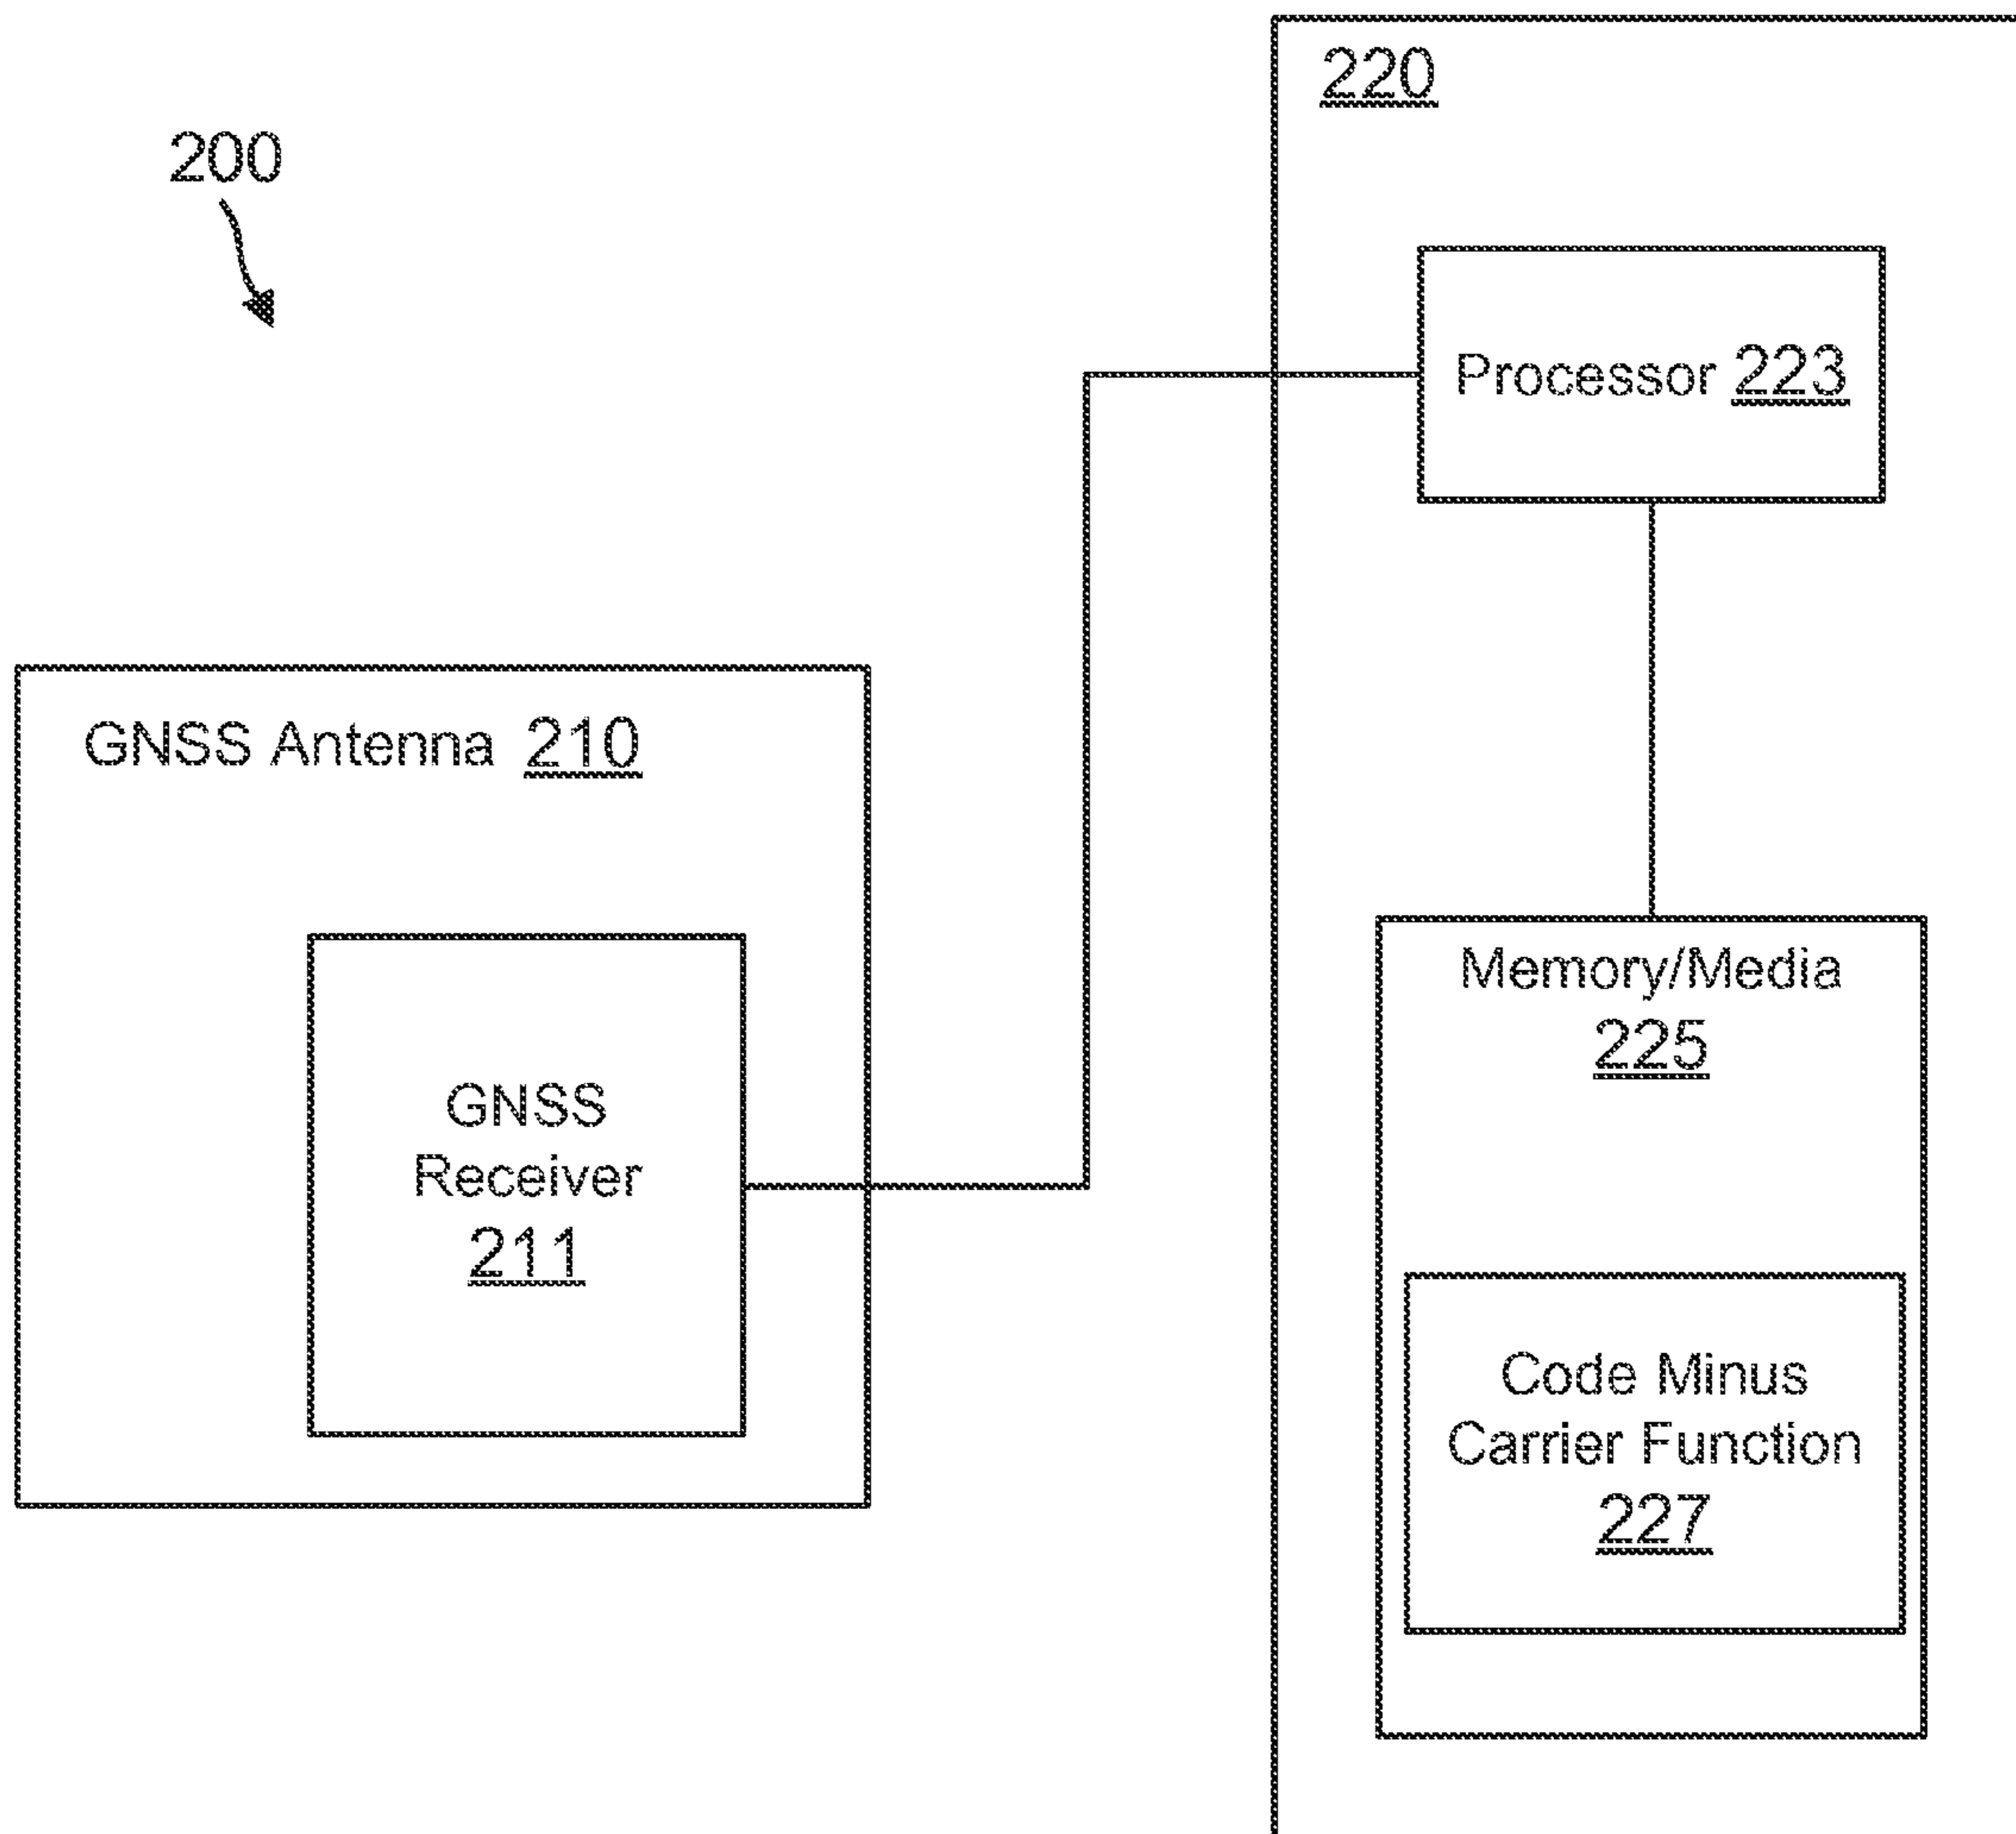 200
220
Processor 223
GNSS Antenna 210
GNSS
Receiver
211
Memory/Media
225
Code Minus
Carrier Function
227